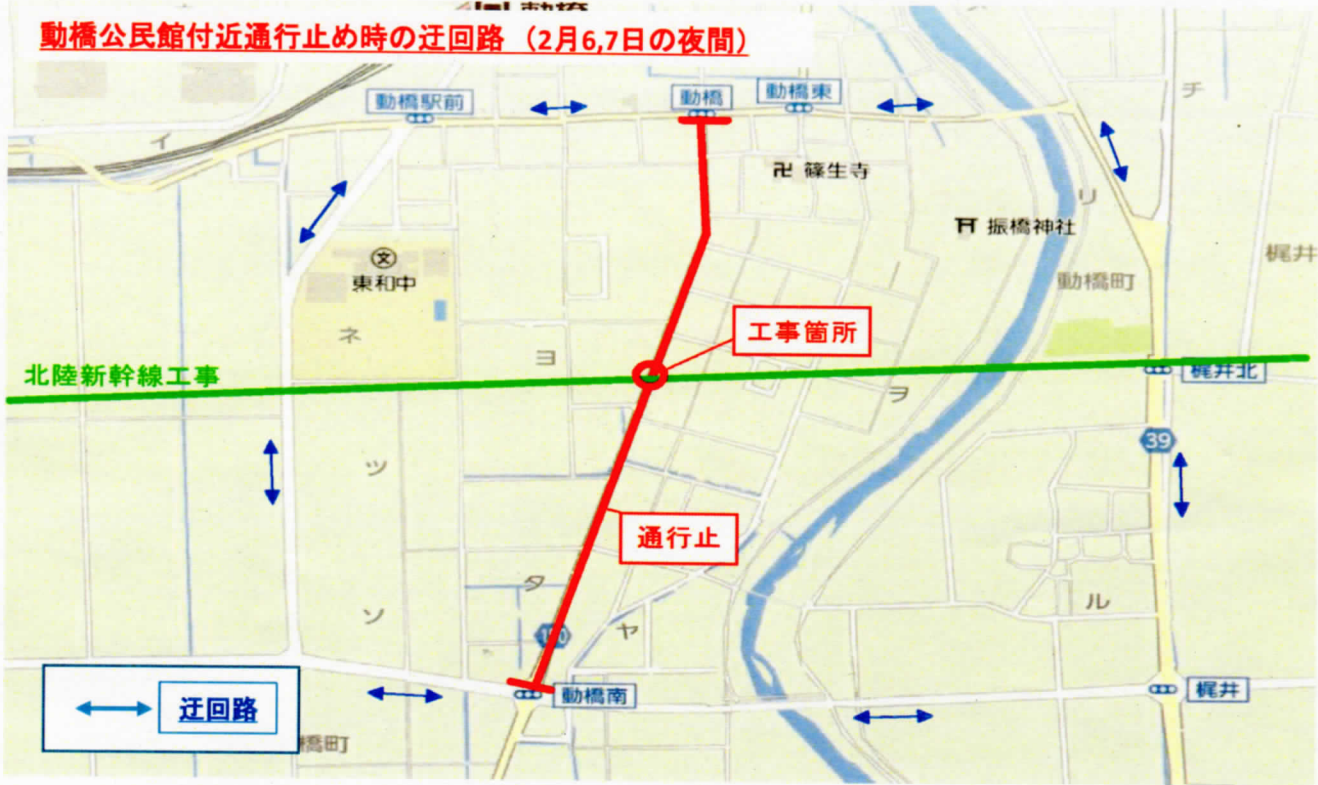 動橋
動橋公民館付近通行止め時の迂回路（2月6,7日の夜間）
動橋駅前
動橋
動橋東
チ
イ
卍 篠生寺
リ
振橋神社
文
東和中
動橋町
梶井
ネ
工事箇所
ヨ
北陸新幹線工事
梶井北
ヲ
39
ツ
通行止
タ
ソ
ヤ
ル
動橋南
梶井
迂回路
橋町